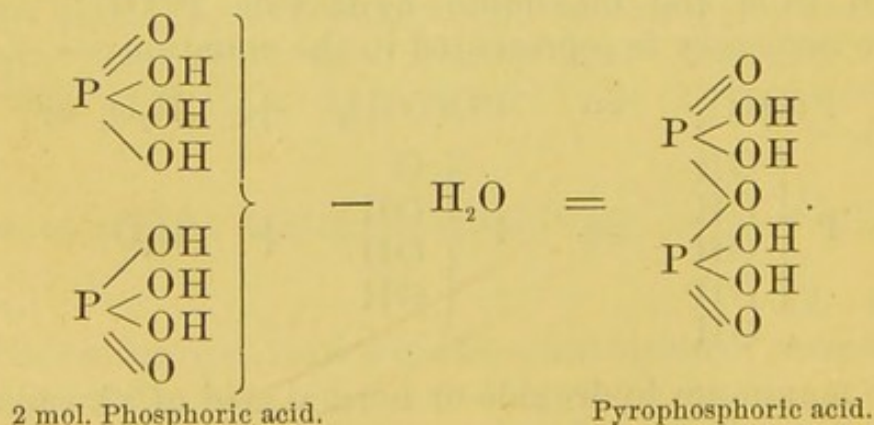 O
OH
P OH
OH
OH
P OH
OH
O
— H₂O =
O
OH
P OH
O
OH
P OH
O
.
2 mol. Phosphoric acid.
Pyrophosphoric acid.